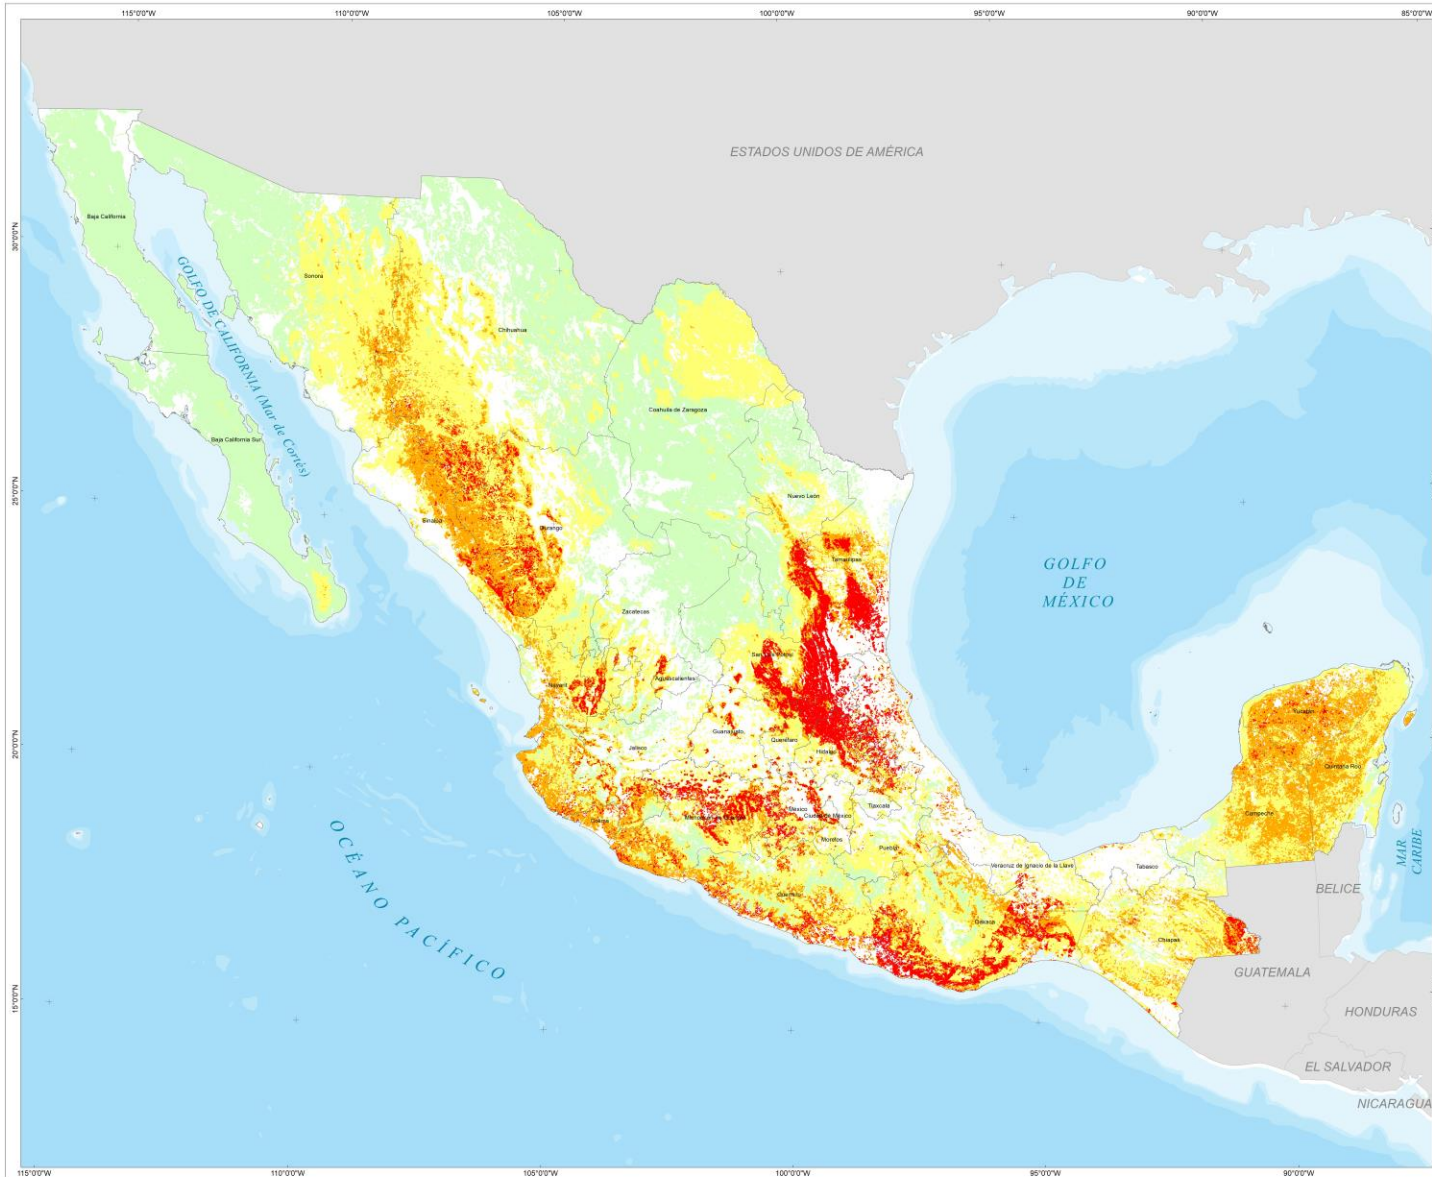 115°0'0"W 110°0'0"W 105°0'0"W 100°0'0"W 95°0'0"W 90°0'0"W 85°0'0"W
ESTADOS UNIDOS DE AMÉRICA
Baja California
30°0'0"N
30°0'0"N
GOLFO DE CALIFORNIA (Mar de Cortés)
Sonora
Chihuahua
Coahuila de Zaragoza
Baja California Sur
25°0'0"N
25°0'0"N
Nuevo León
Sinaloa
Durango
Tamaulipas
GOLFO
DE
MÉXICO
Zacatecas
San Luis Potosí
Nayarit
Aguascalientes
Yucatán
20°0'0"N
Guanajuato
Querétaro
Jalisco
Hidalgo
Quintana Roo
México
Tlaxcala
Ciudad de México
Colima
Campeche
Morelos
Puebla
MAR
CARIBE
OCÉANO PACÍFICO
Veracruz de Ignacio de la Llave
Tabasco
BELICE
Guerrero
Oaxaca
Chiapas
GUATEMALA
15°0'0"N
HONDURAS
EL SALVADOR
NICARAGUA
115°0'0"W 110°0'0"W 105°0'0"W 100°0'0"W 95°0'0"W 90°0'0"W